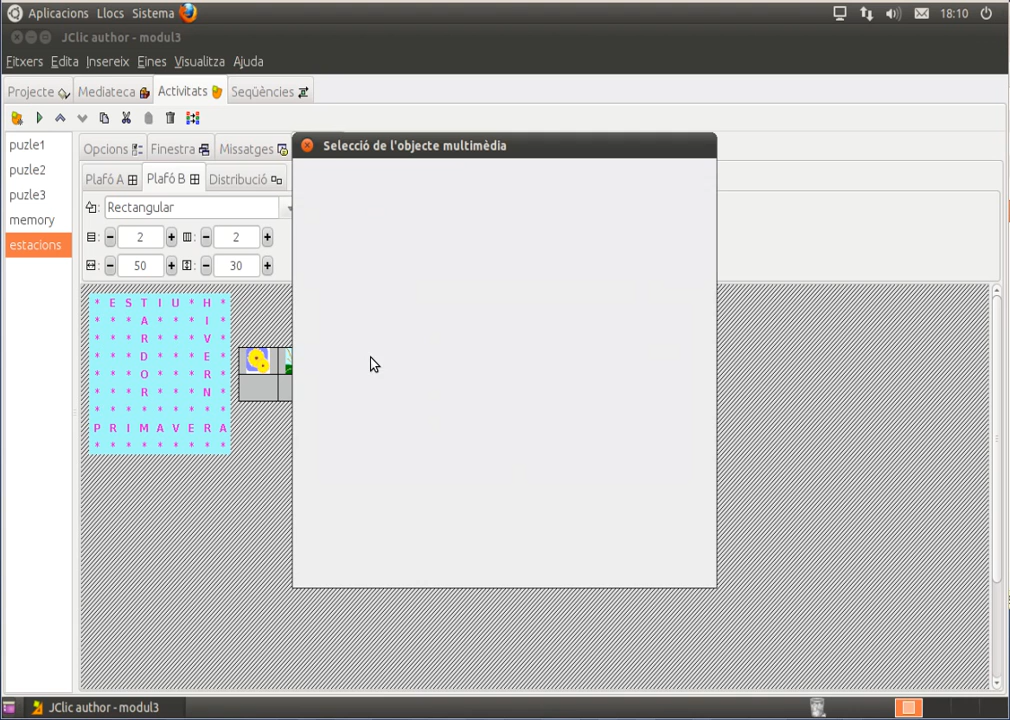 Aplicacions Llocs Sistema 18:10
JClic author - modul3
Fitxers Edita Insereix Eines Visualitza Ajuda
Projecte Mediateca Activitats Seqüències
puzle1
puzle2
puzle3
memory
estacions
Opcions Finestra Missatges
Plafó A Plafó B Distribució
Rectangular
2 2
50 30
Selecció de l'objecte multimèdia
* E S T I U * H *
* * * A * * * I *
* * * R * * * V *
* * * D * * * E *
* * * O * * * R *
* * * R * * * N *
* * * * * * * * *
P R I M A V E R A
* * * * * * * * *
JClic author - modul3